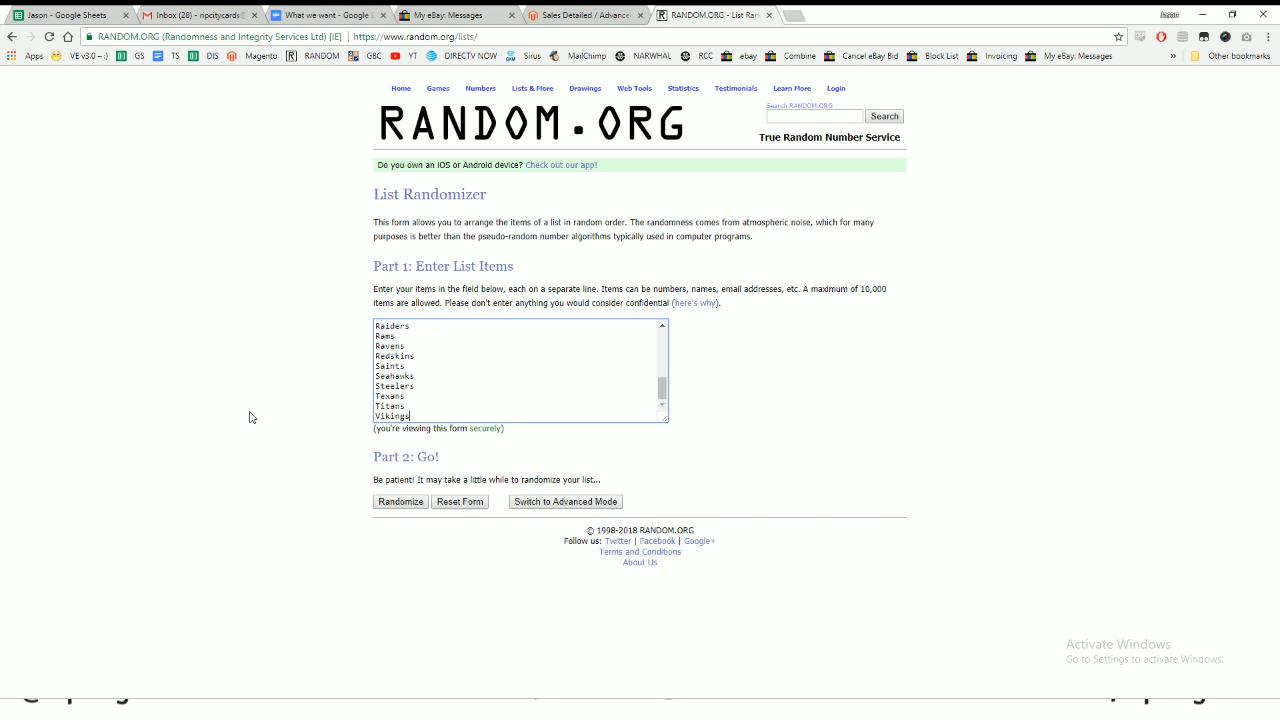 Jason - Google Sheets
Inbox (28) - ripcitycards@
What we want - Google
My eBay: Messages
Sales Detailed / Advance
RANDOM.ORG - List Ran
Jason
RANDOM.ORG (Randomness and Integrity Services Ltd) [IE]
https://www.random.org/lists/
Apps VE v3.0 -- :) GS TS DIS Magento RANDOM GBC YT DIRECTV NOW Sirus MailChimp NARWHAL RCC ebay Combine Cancel eBay Bid Block List Invoicing My eBay: Messages » Other bookmarks
Home Games Numbers Lists & More Drawings Web Tools Statistics Testimonials Learn More Login
RANDOM.ORG
Search RANDOM.ORG
Search
True Random Number Service
Do you own an iOS or Android device? Check out our app!
List Randomizer
This form allows you to arrange the items of a list in random order. The randomness comes from atmospheric noise, which for many
purposes is better than the pseudo-random number algorithms typically used in computer programs.
Part 1: Enter List Items
Enter your items in the field below, each on a separate line. Items can be numbers, names, email addresses, etc. A maximum of 10,000
items are allowed. Please don't enter anything you would consider confidential (here's why).
Raiders
Rams
Ravens
Redskins
Saints
Seahawks
Steelers
Texans
Titans
Vikings
(you're viewing this form securely)
Part 2: Go!
Be patient! It may take a little while to randomize your list...
Randomize Reset Form Switch to Advanced Mode
© 1998-2018 RANDOM.ORG
Follow us: Twitter | Facebook | Google+
Terms and Conditions
About Us
Activate Windows
Go to Settings to activate Windows.